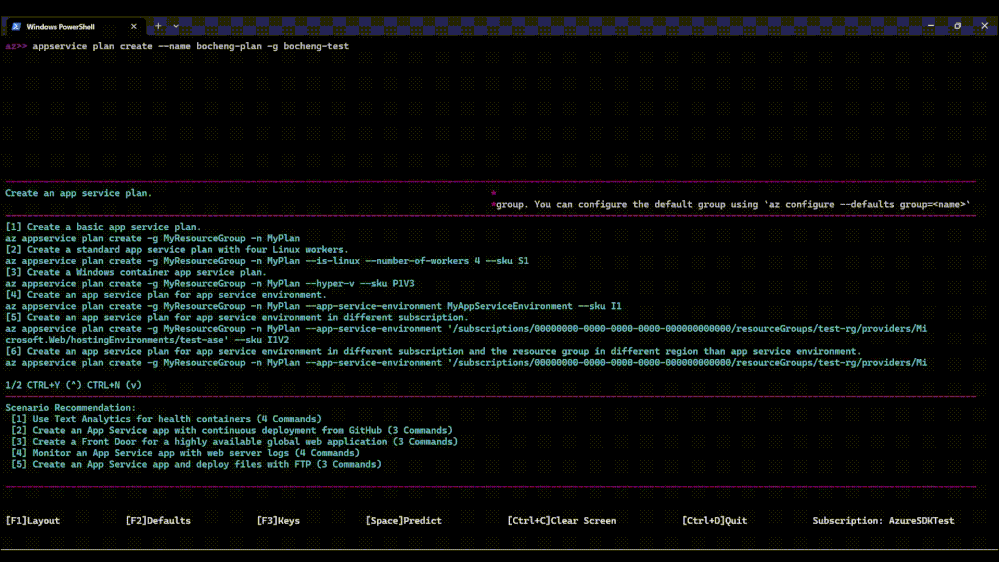 Windows PowerShell
az>> appservice plan create --name bocheng-plan -g bocheng-test
Create an app service plan. *
*group. You can configure the default group using `az configure --defaults group=<name>`
[1] Create a basic app service plan.
az appservice plan create -g MyResourceGroup -n MyPlan
[2] Create a standard app service plan with four Linux workers.
az appservice plan create -g MyResourceGroup -n MyPlan --is-linux --number-of-workers 4 --sku S1
[3] Create a Windows container app service plan.
az appservice plan create -g MyResourceGroup -n MyPlan --hyper-v --sku P1V3
[4] Create an app service plan for app service environment.
az appservice plan create -g MyResourceGroup -n MyPlan --app-service-environment MyAppServiceEnvironment --sku I1
[5] Create an app service plan for app service environment in different subscription.
az appservice plan create -g MyResourceGroup -n MyPlan --app-service-environment '/subscriptions/00000000-0000-0000-0000-000000000000/resourceGroups/test-rg/providers/Mi
crosoft.Web/hostingEnvironments/test-ase' --sku I1V2
[6] Create an app service plan for app service environment in different subscription and the resource group in different region than app service environment.
az appservice plan create -g MyResourceGroup -n MyPlan --app-service-environment '/subscriptions/00000000-0000-0000-0000-000000000000/resourceGroups/test-rg/providers/Mi
1/2 CTRL+Y (^) CTRL+N (v)
Scenario Recommendation:
[1] Use Text Analytics for health containers (4 Commands)
[2] Create an App Service app with continuous deployment from GitHub (3 Commands)
[3] Create a Front Door for a highly available global web application (3 Commands)
[4] Monitor an App Service app with web server logs (4 Commands)
[5] Create an App Service app and deploy files with FTP (3 Commands)
[F1]Layout [F2]Defaults [F3]Keys [Space]Predict [Ctrl+C]Clear Screen [Ctrl+D]Quit Subscription: AzureSDKTest